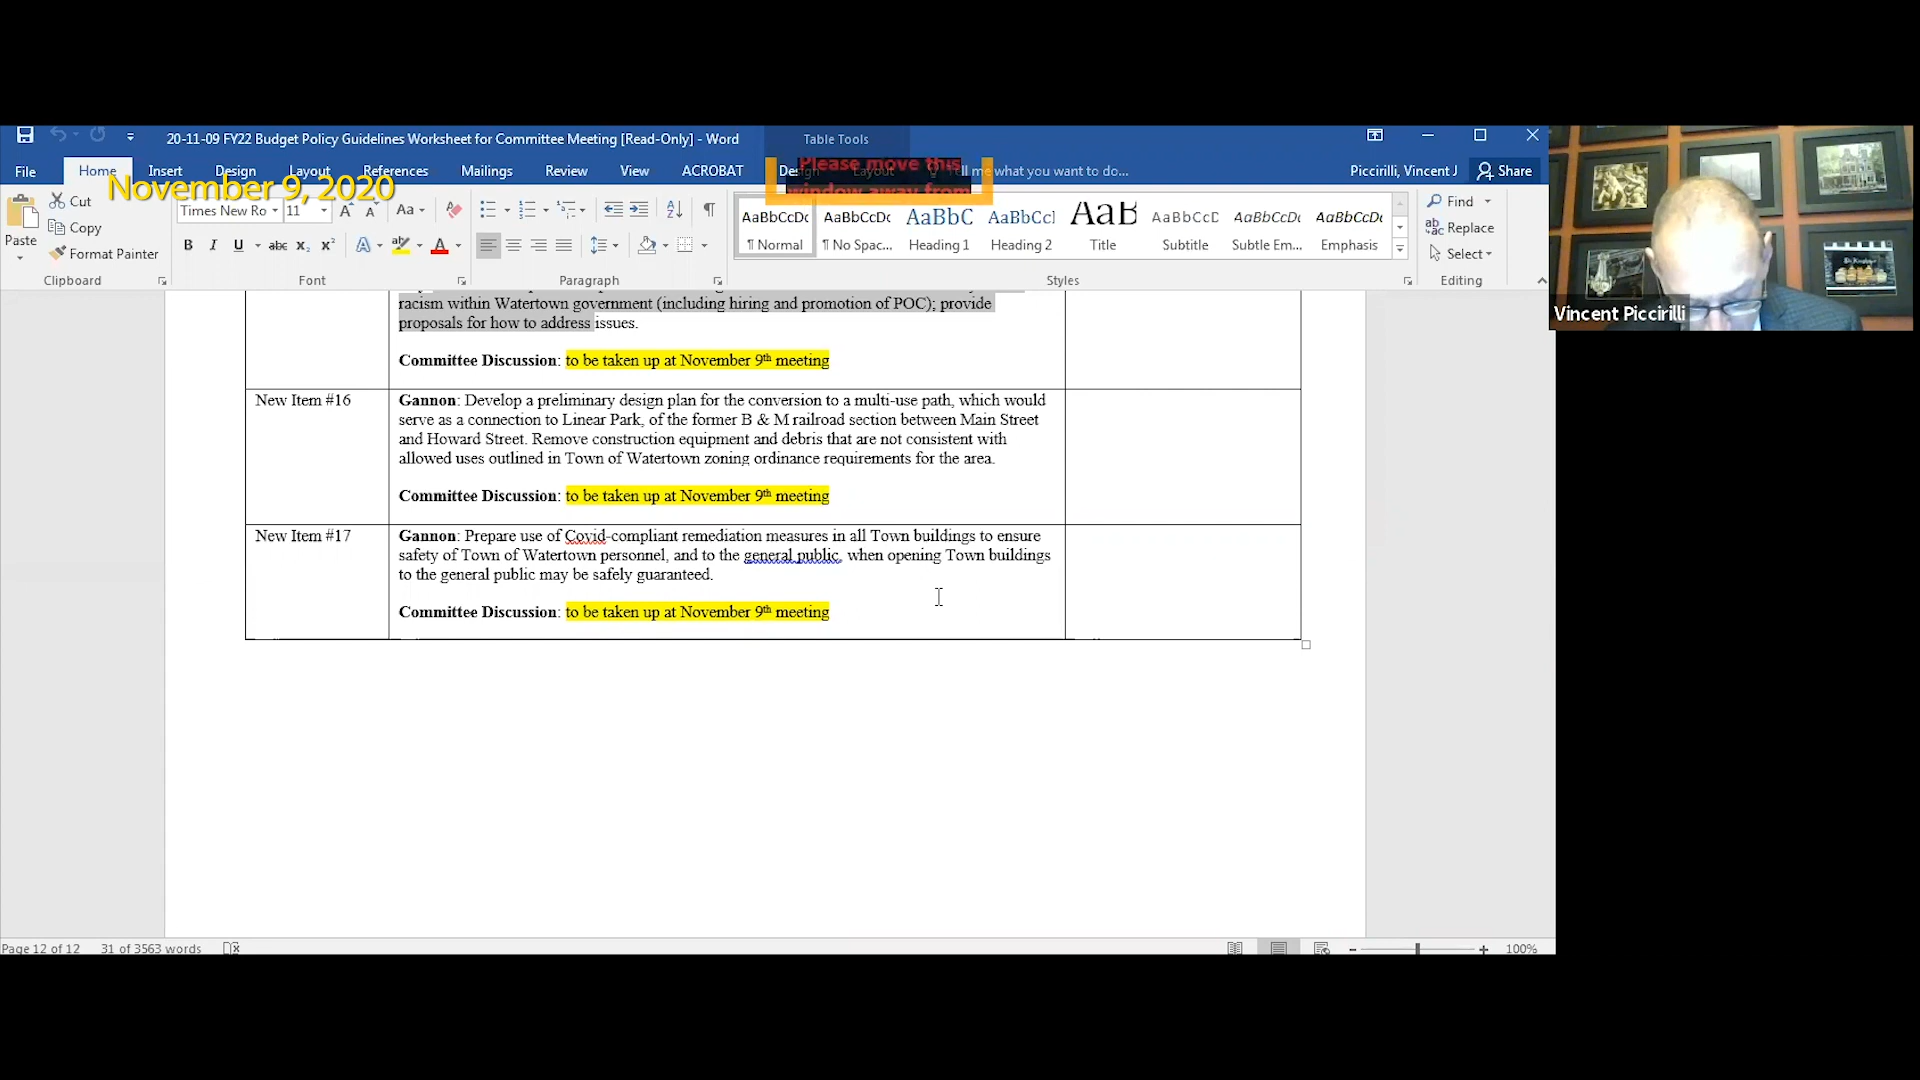 20-11-09 FY22 Budget Policy Guidelines Worksheet for Committee Meeting [Read-Only] - Word
Table Tools
File Home Insert Design Layout References Mailings Review View ACROBAT Design Layout Tell me what you want to do...
Piccirilli, Vincent J Share
Please move this
window away from
November 9, 2020
Paste
Cut
Copy
Format Painter
Clipboard
Times New Ro 11
Font
Paragraph
AaBbCcDc AaBbCcDc AaBbC AaBbCcl AaB AaBbCcD AaBbCcDc AaBbCcDc
¶ Normal ¶ No Spac... Heading 1 Heading 2 Title Subtitle Subtle Em... Emphasis
Styles
Find
Replace
Select
Editing
Vincent Piccirilli
racism within Watertown government (including hiring and promotion of POC); provide
proposals for how to address issues.
Committee Discussion: to be taken up at November 9th meeting
New Item #16
Gannon: Develop a preliminary design plan for the conversion to a multi-use path, which would
serve as a connection to Linear Park, of the former B & M railroad section between Main Street
and Howard Street. Remove construction equipment and debris that are not consistent with
allowed uses outlined in Town of Watertown zoning ordinance requirements for the area.
Committee Discussion: to be taken up at November 9th meeting
New Item #17
Gannon: Prepare use of Covid-compliant remediation measures in all Town buildings to ensure
safety of Town of Watertown personnel, and to the general public, when opening Town buildings
to the general public may be safely guaranteed.
Committee Discussion: to be taken up at November 9th meeting
Page 12 of 12 31 of 3563 words
100%